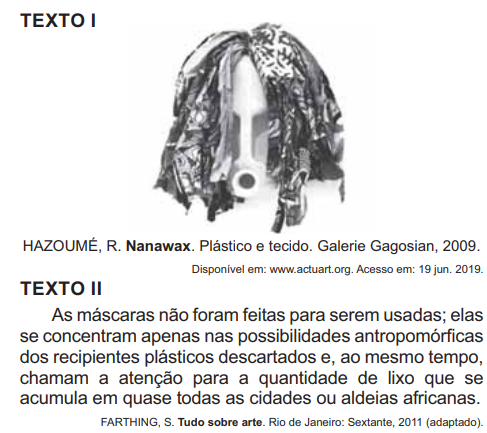 TEXTO I
HAZOUMÉ, R. Nanawax. Plástico e tecido. Galerie Gagosian, 2009.
Disponível em: www.actuart.org. Acesso em: 19 jun. 2019.
TEXTO II
As máscaras não foram feitas para serem usadas; elas
se concentram apenas nas possibilidades antropomórficas
dos recipientes plásticos descartados e, ao mesmo tempo,
chamam a atenção para a quantidade de lixo que se
acumula em quase todas as cidades ou aldeias africanas.
FARTHING, S. Tudo sobre arte. Rio de Janeiro: Sextante, 2011 (adaptado).